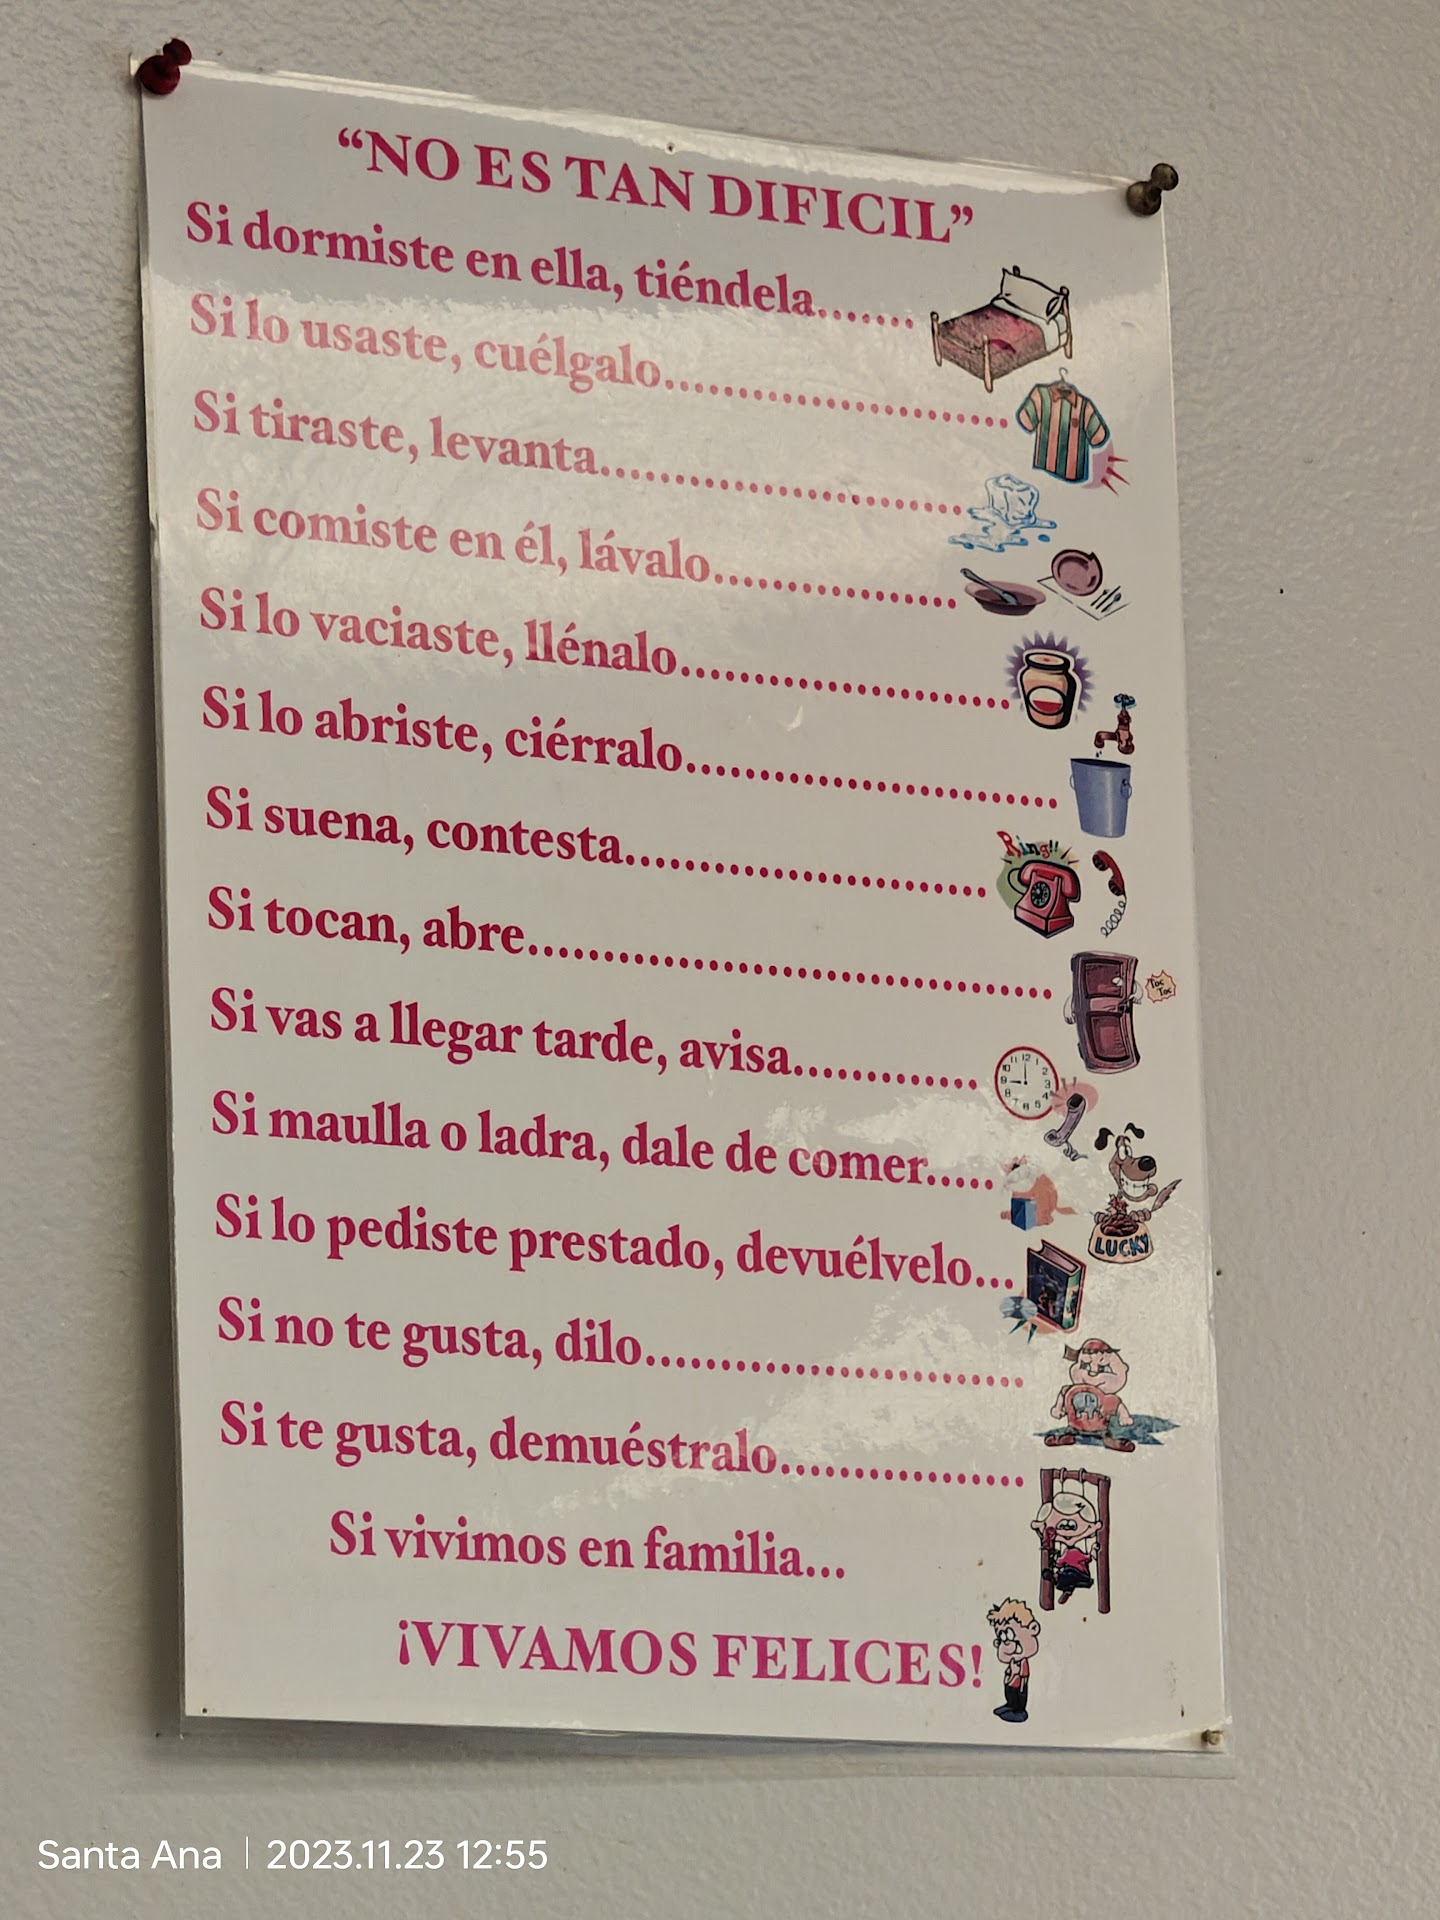 “NO ES TAN DIFICIL”
Si dormiste en ella, tiéndela.......
Si lo usaste, cuélgalo............................
Si tiraste, levanta..............................
Si comiste en él, lávalo....................
Si lo vaciaste, llénalo...........................
Si lo abriste, ciérralo..............................
Si suena, contesta..............................
Ring!!
Si tocan, abre...........................................
Toc
Toc
Si vas a llegar tarde, avisa...............
Si maulla o ladra, dale de comer.....
LUCKY
Si lo pediste prestado, devuélvelo...
Si no te gusta, dilo...............................
Si te gusta, demuéstralo....................
Si vivimos en familia...
¡VIVAMOS FELICES!
Santa Ana | 2023.11.23 12:55